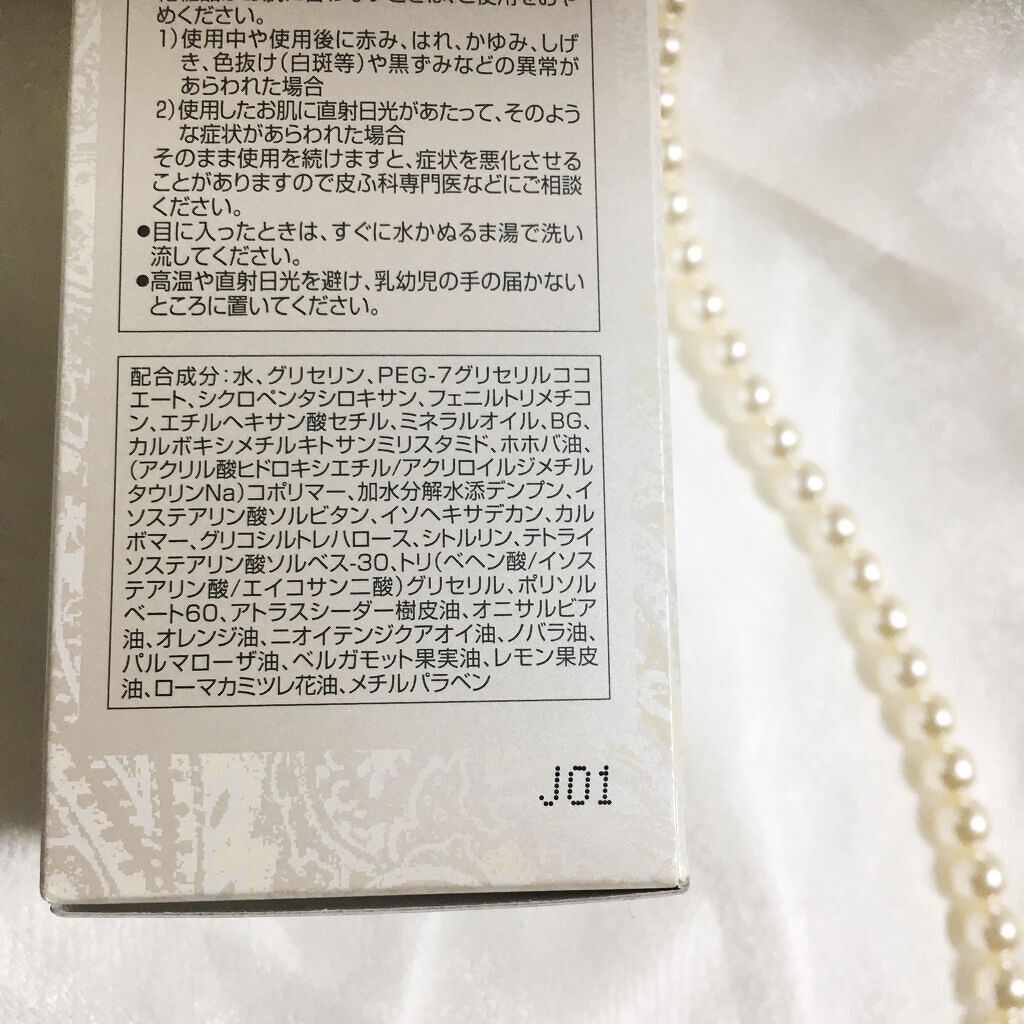 めください。
1）使用中や使用後に赤み、はれ、かゆみ、しげ
き、色抜け（白斑等）や黒ずみなどの異常が
あらわれた場合
2）使用したお肌に直射日光があたって、そのよう
な症状があらわれた場合
そのまま使用を続けますと、症状を悪化させる
ことがありますので皮ふ科専門医などにご相談
ください。
●目に入ったときは、すぐに水かぬるま湯で洗い
流してください。
●高温や直射日光を避け、乳幼児の手の届かない
ところに置いてください。
配合成分：水、グリセリン、PEG-7グリセリルココ
エート、シクロペンタシロキサン、フェニルトリメチコ
ン、エチルヘキサン酸セチル、ミネラルオイル、BG、
カルボキシメチルキトサンミリスタミド、ホホバ油、
（アクリル酸ヒドロキシエチル/アクリロイルジメチル
タウリンNa）コポリマー、加水分解水添デンプン、イ
ソステアリン酸ソルビタン、イソヘキサデカン、カル
ボマー、グリコシルトレハロース、シトルリン、テトライ
ソステアリン酸ソルベス-30、トリ（ベヘン酸/イソス
テアリン酸/エイコサン二酸）グリセリル、ポリソル
ベート60、アトラスシーダー樹皮油、オニサルビア
油、オレンジ油、ニオイテンジクアオイ油、ノバラ油、
パルマローザ油、ベルガモット果実油、レモン果皮
油、ローマカミツレ花油、メチルパラベン
J01